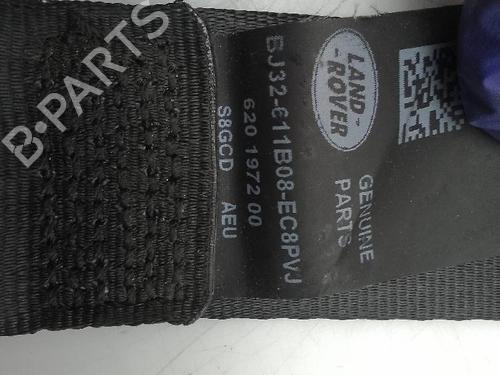 B·PARTS
LAND-
ROVER
GENUINE
PARTS
BJ32-611B08-EC8PVJ
620 1972 00
S8GCD AEU